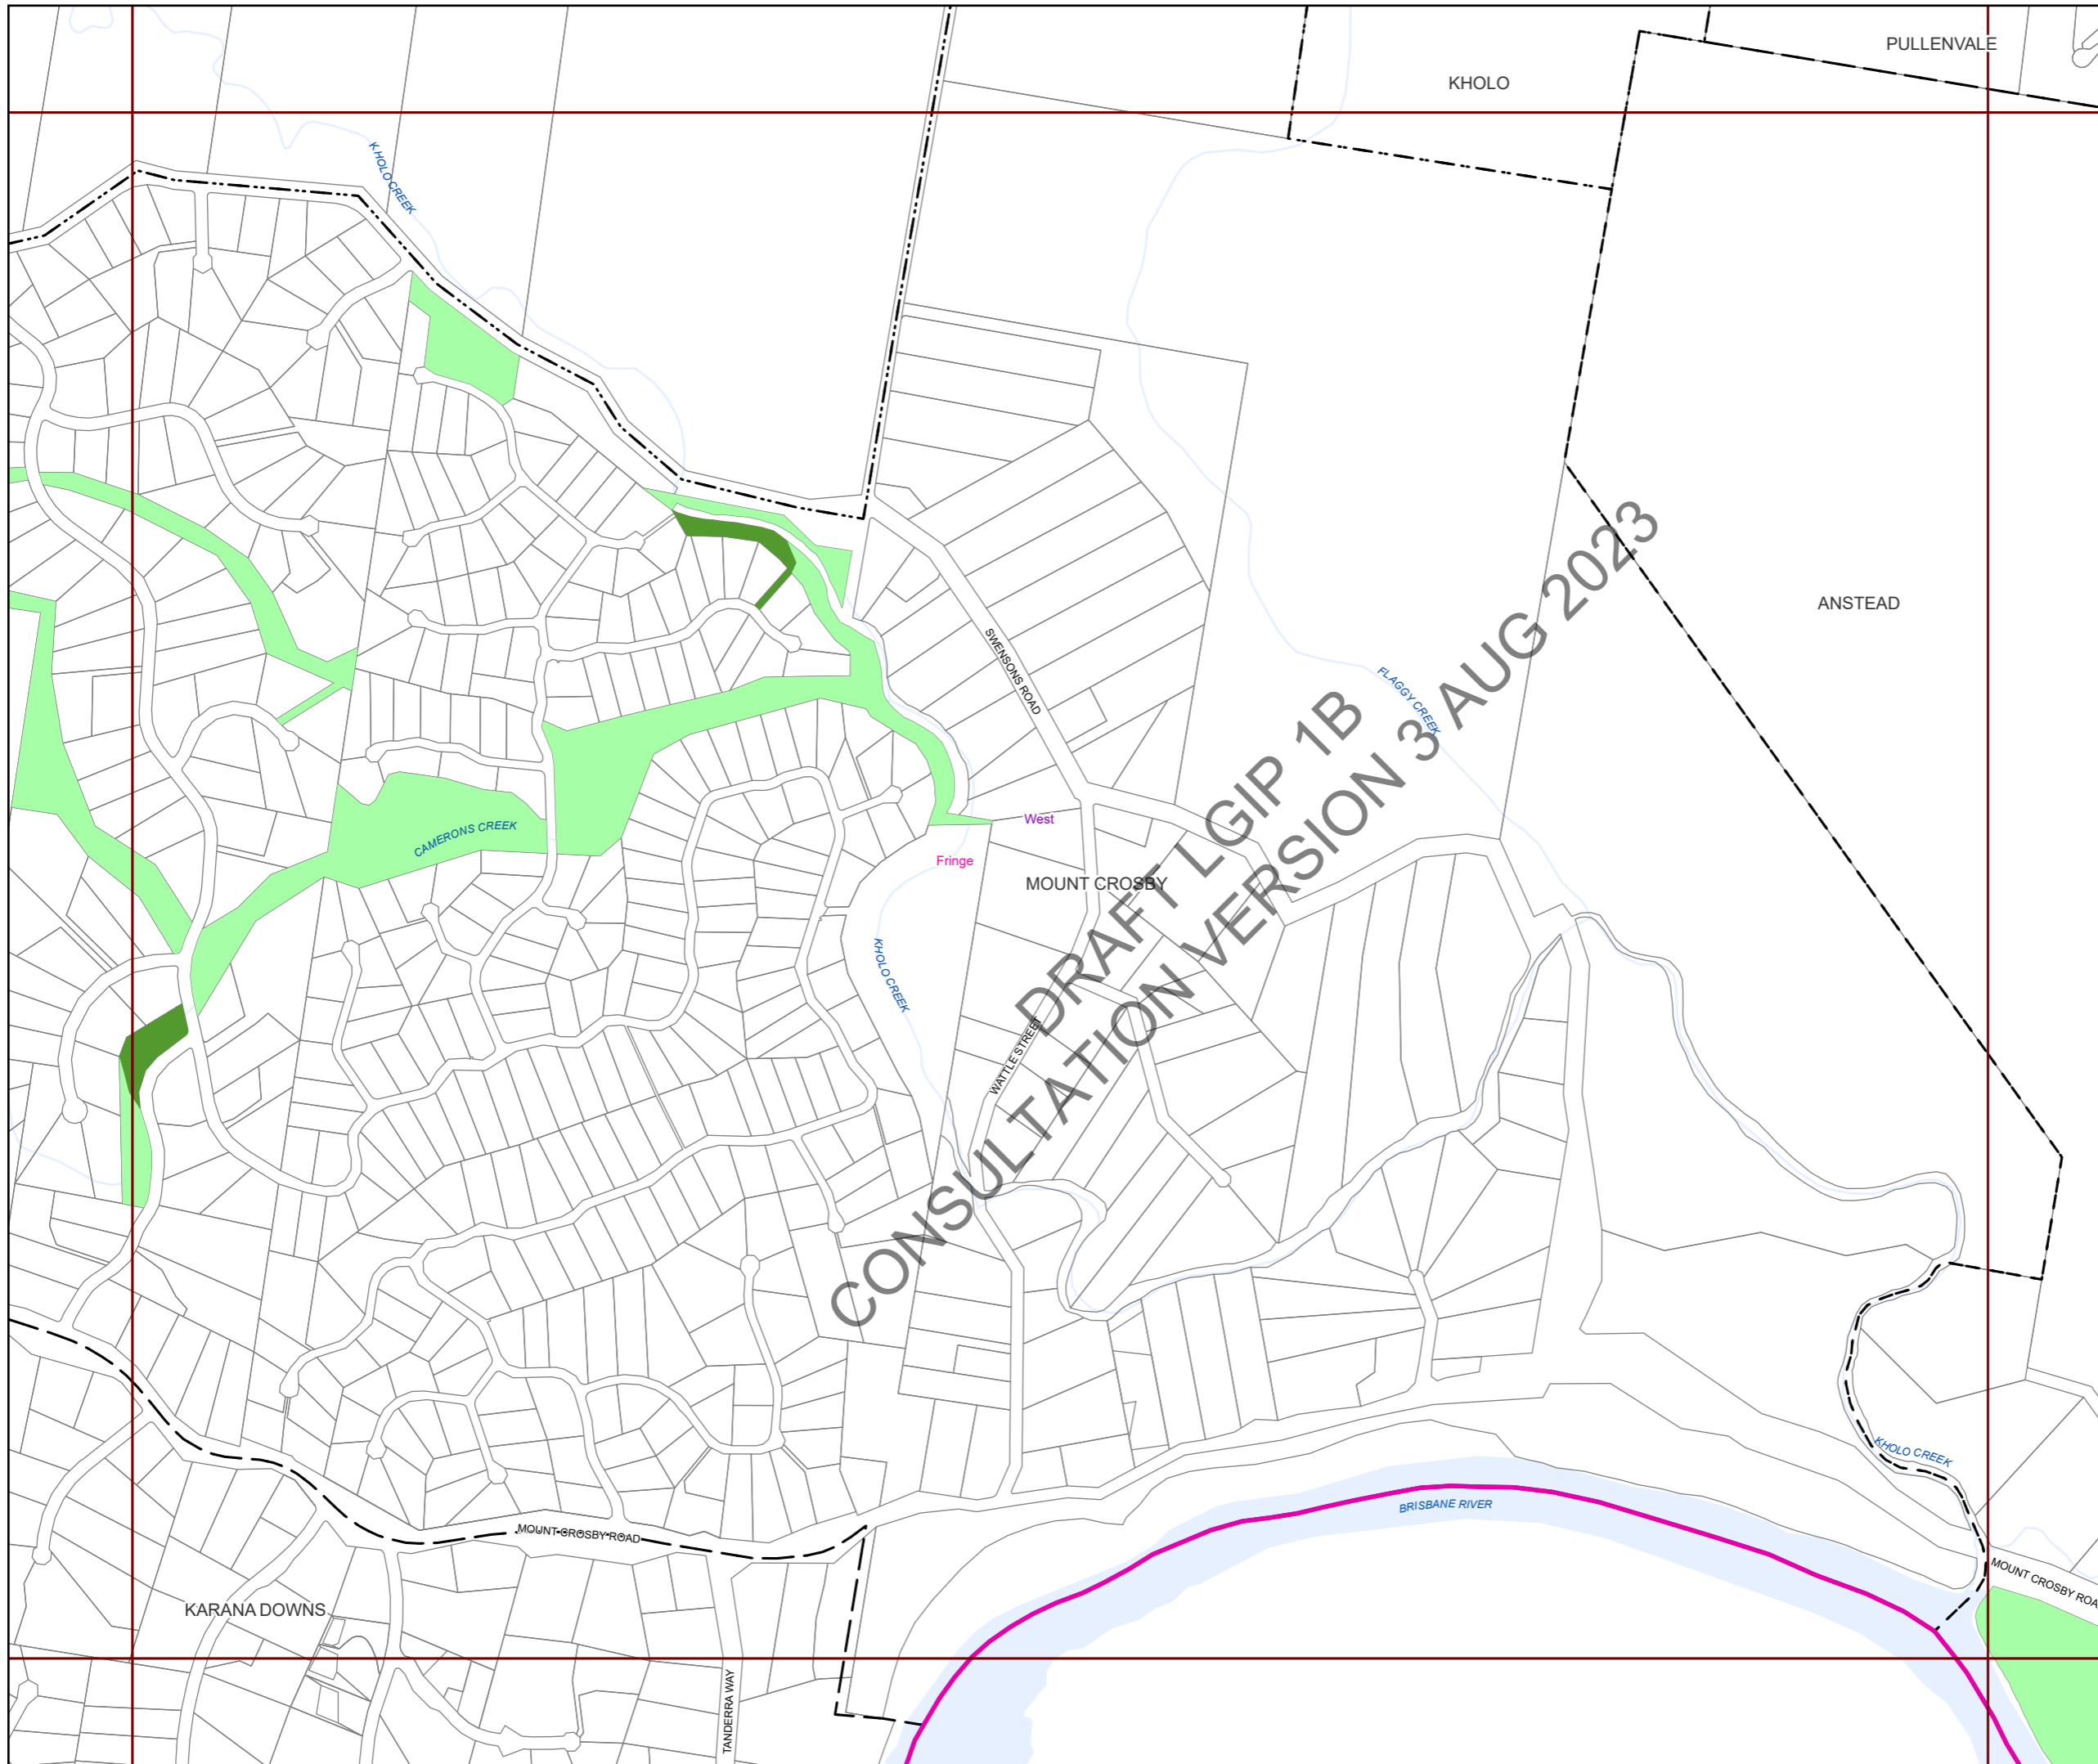 PULLENVALE
KHOLO
KHOLO CREEK
ANSTEAD
SWENSONS ROAD
FLAGGY CREEK
West
CAMERONS CREEK
Fringe
MOUNT CROSBY
DRAFT LGIP 1B
CONSULTATION VERSION 3 AUG 2023
KHOLO CREEK
WATTLE STREET
KHOLO CREEK
BRISBANE RIVER
MOUNT CROSBY ROAD
MOUNT CROSBY ROA
KARANA DOWNS
TANDERRA WAY